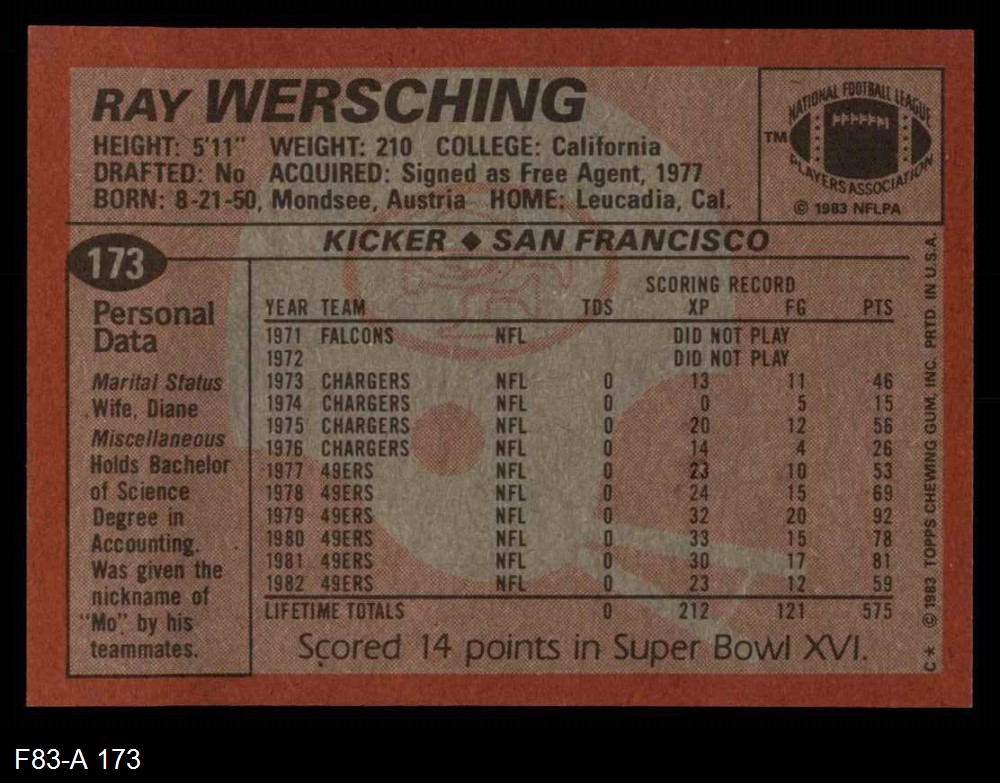 RAY WERSCHING
HEIGHT: 5'11" WEIGHT: 210 COLLEGE: California
DRAFTED: No ACQUIRED: Signed as Free Agent, 1977
BORN: 8-21-50, Mondsee, Austria HOME: Leucadia, Cal.
NATIONAL FOOTBALL LEAGUE
TM
PLAYERS ASSOCIATION
© 1983 NFLPA
KICKER ◆ SAN FRANCISCO
173
Personal
Data
Marital Status
Wife, Diane
Miscellaneous
Holds Bachelor
of Science
Degree in
Accounting.
Was given the
nickname of
"Mo" by his
teammates.
SCORING RECORD
YEAR TEAM TDS XP FG PTS
1971 FALCONS NFL DID NOT PLAY
1972 DID NOT PLAY
1973 CHARGERS NFL 0 13 11 46
1974 CHARGERS NFL 0 0 5 15
1975 CHARGERS NFL 0 20 12 56
1976 CHARGERS NFL 0 14 4 26
1977 49ERS NFL 0 23 10 53
1978 49ERS NFL 0 24 15 69
1979 49ERS NFL 0 32 20 92
1980 49ERS NFL 0 33 15 78
1981 49ERS NFL 0 30 17 81
1982 49ERS NFL 0 23 12 59
LIFETIME TOTALS 0 212 121 575
Scored 14 points in Super Bowl XVI.
C* © 1983 TOPPS CHEWING GUM, INC. PRTD. IN U.S.A.
F83-A 173